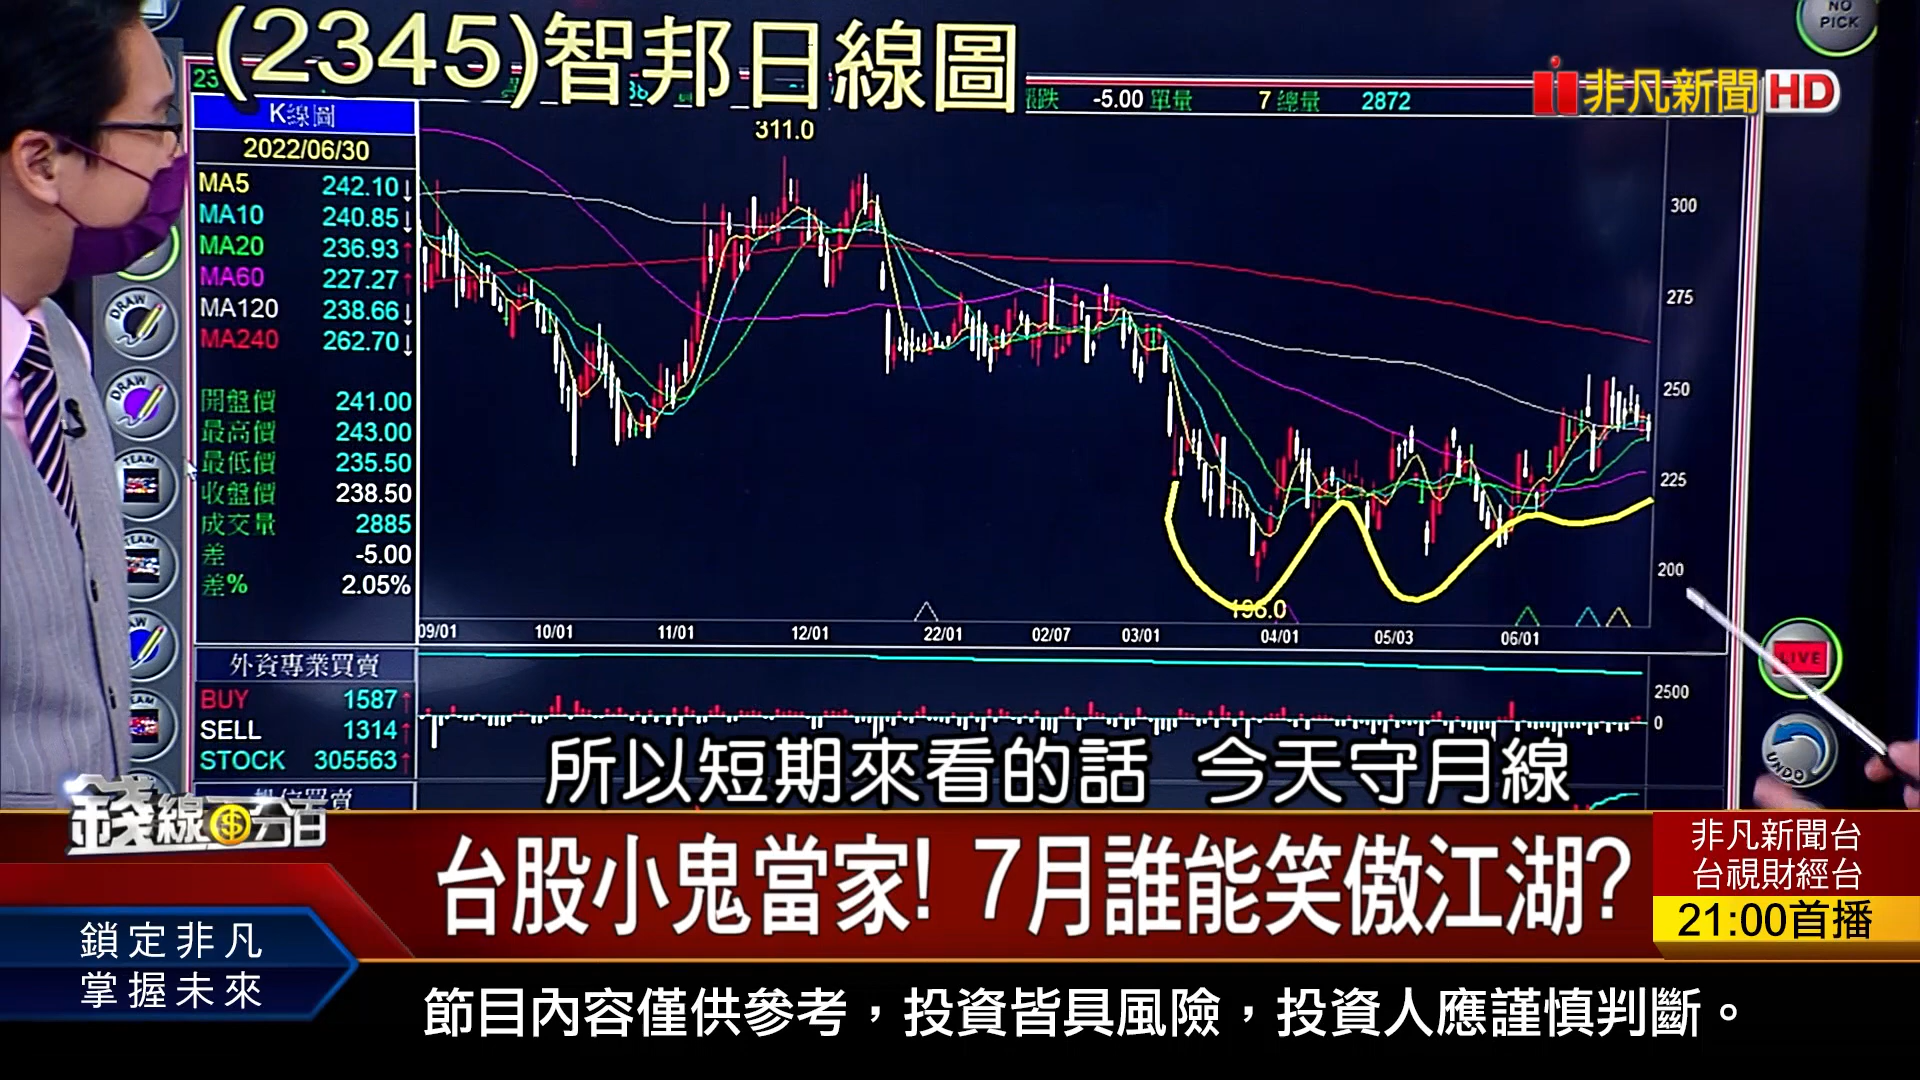 (2345)智邦日線圖
NO
PICK
非凡新聞HD
漲跌 -5.00 單量 7 總量 2872
K線圖
2022/06/30
MA5 242.10↓
MA10 240.85↓
MA20 236.93↑
MA60 227.27↑
MA120 238.66↓
MA240 262.70↓
開盤價 241.00
最高價 243.00
最低價 235.50
收盤價 238.50
成交量 2885
差 -5.00
差% 2.05%
311.0
300
275
250
225
200
196.0
09/01 10/01 11/01 12/01 22/01 02/07 03/01 04/01 05/03 06/01
外資專業買賣
BUY 1587↑
SELL 1314↑
STOCK 305563↑
2500
0
DRAW
DRAW
TEAM
TEAM
LIVE
UNDO
所以短期來看的話 今天守月線
錢線百分百
台股小鬼當家! 7月誰能笑傲江湖?
非凡新聞台
台視財經台
21:00首播
鎖定非凡
掌握未來
節目內容僅供參考，投資皆具風險，投資人應謹慎判斷。